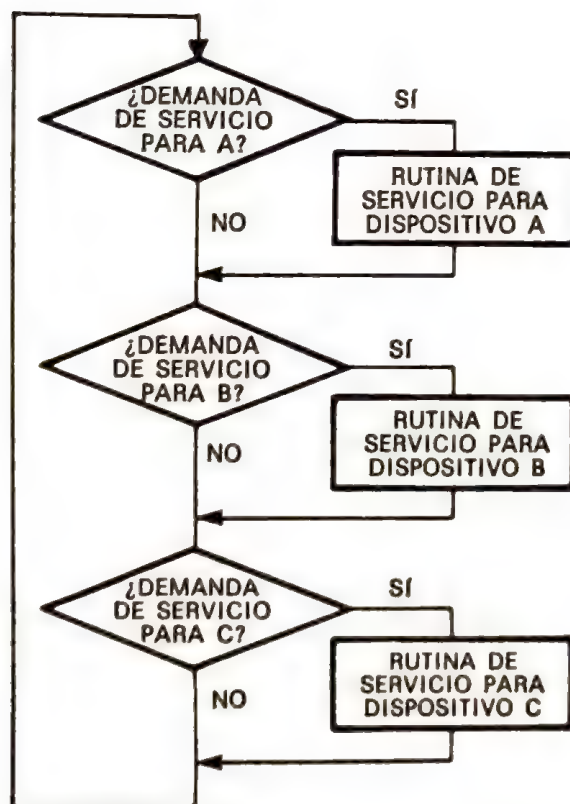 ¿DEMANDA
DE SERVICIO
PARA A?
SÍ
RUTINA DE
SERVICIO PARA
DISPOSITIVO A
NO
¿DEMANDA
DE SERVICIO
PARA B?
SÍ
RUTINA DE
SERVICIO PARA
DISPOSITIVO B
NO
¿DEMANDA
DE SERVICIO
PARA C?
SÍ
RUTINA DE
SERVICIO PARA
DISPOSITIVO C
NO